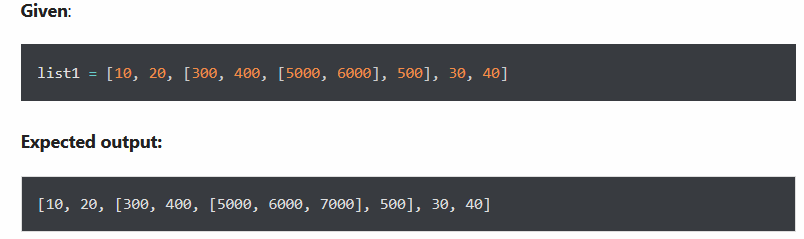 Given:
list1 = [10, 20, [300, 400, [5000, 6000], 500], 30, 40]
Expected output:
[10, 20, [300, 400, [5000, 6000, 7000], 500], 30, 40]